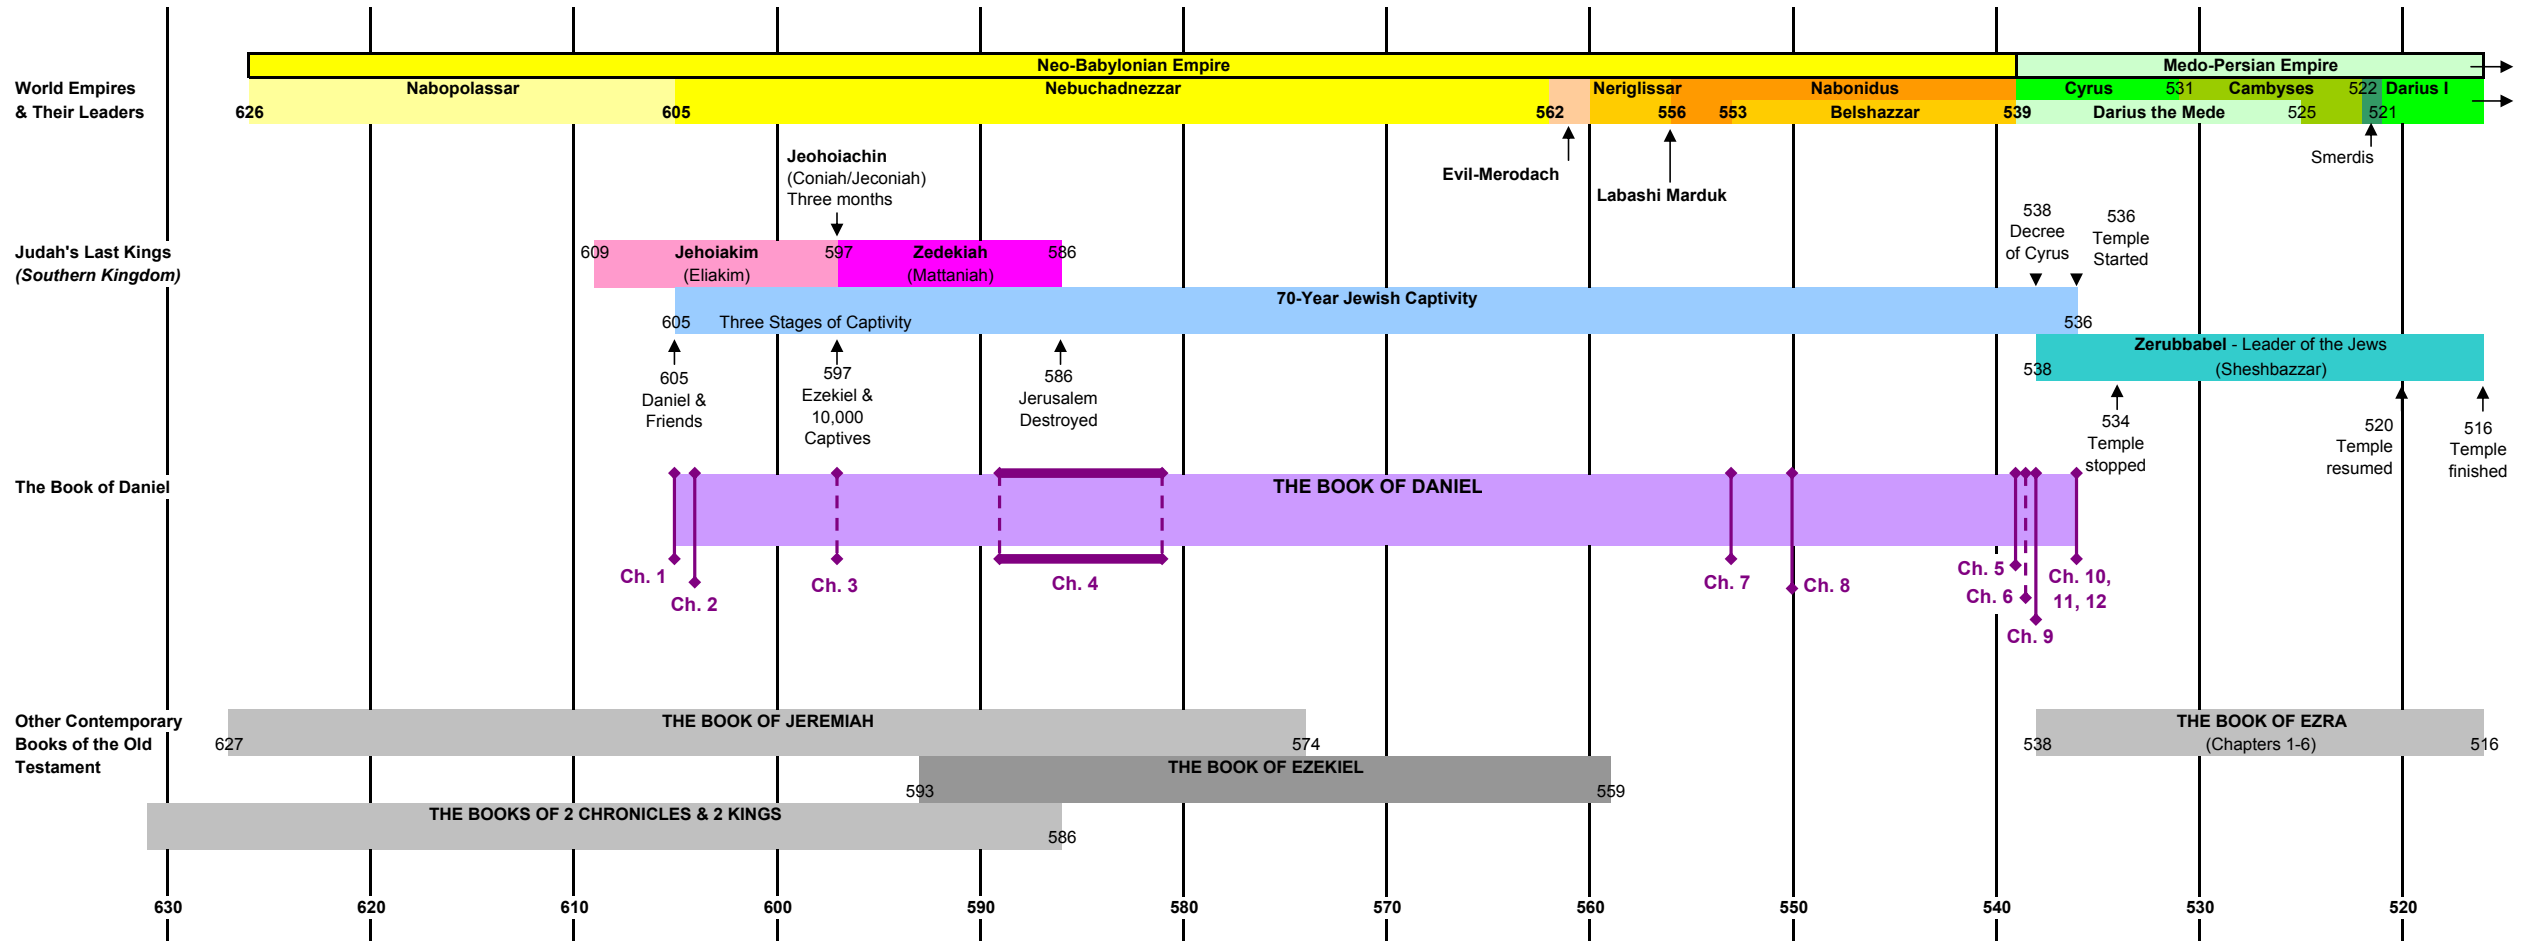 Neo-Babylonian Empire
Medo-Persian Empire
World Empires
& Their Leaders
Nabopolassar
Nebuchadnezzar
Neriglissar
Nabonidus
Cyrus
531
Cambyses
522
Darius I
626
605
562
556
553
Belshazzar
539
Darius the Mede
525
521
Evil-Merodach
Labashi Marduk
Smerdis
Jeohoiachin
(Coniah/Jeconiah)
Three months
538
Decree
of Cyrus
536
Temple
Started
Judah's Last Kings
(Southern Kingdom)
609
Jehoiakim
(Eliakim)
597
Zedekiah
(Mattaniah)
586
70-Year Jewish Captivity
605
Three Stages of Captivity
536
Zerubbabel - Leader of the Jews
538
(Sheshbazzar)
605
Daniel &
Friends
597
Ezekiel &
10,000
Captives
586
Jerusalem
Destroyed
534
Temple
stopped
520
Temple
resumed
516
Temple
finished
The Book of Daniel
THE BOOK OF DANIEL
Ch. 1
Ch. 2
Ch. 3
Ch. 4
Ch. 7
Ch. 8
Ch. 5
Ch. 6
Ch. 9
Ch. 10,
11, 12
Other Contemporary
Books of the Old
Testament
THE BOOK OF JEREMIAH
627
574
THE BOOK OF EZRA
538
(Chapters 1-6)
516
THE BOOK OF EZEKIEL
593
559
THE BOOKS OF 2 CHRONICLES & 2 KINGS
586
630
620
610
600
590
580
570
560
550
540
530
520